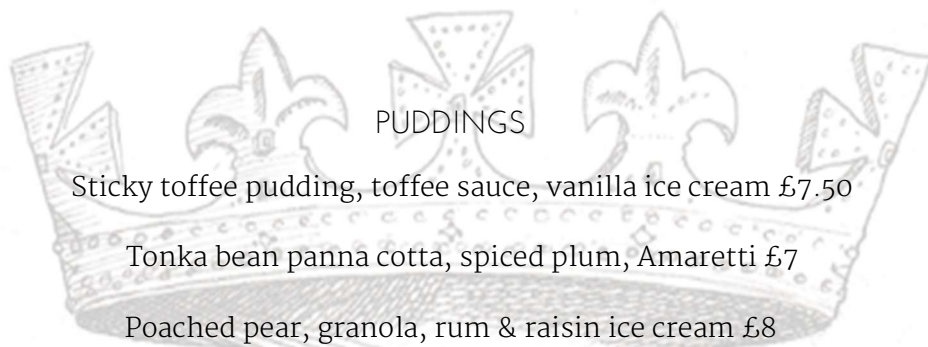 PUDDINGS
Sticky toffee pudding, toffee sauce, vanilla ice cream £7.50
Tonka bean panna cotta, spiced plum, Amaretti £7
Poached pear, granola, rum & raisin ice cream £8